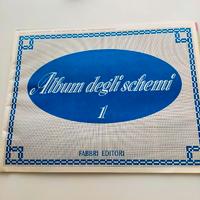 Album degli schemi
1
FABBRI EDITORI